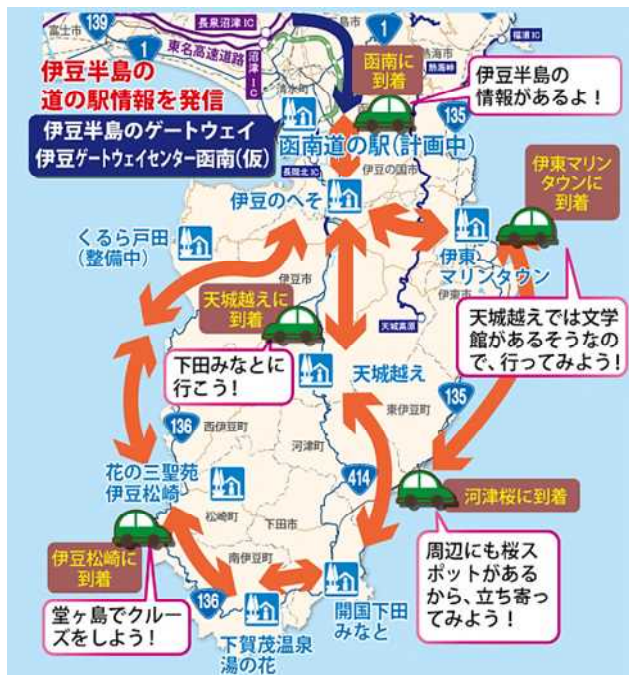 139
1
長泉沼津IC
富士市
東名高速道路
沼津IC
清水町
三島市
1
熱海市
熱海峠
135
伊豆半島の
道の駅情報を発信
伊豆半島のゲートウェイ
伊豆ゲートウェイセンター函南(仮)
函南に
到着
伊豆半島の
情報があるよ！
函南道の駅(計画中)
長岡北IC
伊豆の国市
伊豆のへそ
伊東マリン
タウンに
到着
くるら戸田
(整備中)
伊豆市
伊東
マリンタウン
伊東市
天城越えに
到着
天城高原
下田みなとに
行こう！
天城越えでは文学
館があるそうなの
で、行ってみよう！
天城越え
東伊豆町
135
136
西伊豆町
河津町
花の三聖苑
伊豆松崎
414
河津桜に到着
松崎町
下田市
伊豆松崎に
到着
南伊豆町
周辺にも桜ス
ポットがある
から、立ち寄っ
てみよう！
堂ヶ島でクルー
ズをしよう！
136
開国下田
みなと
下賀茂温泉
湯の花